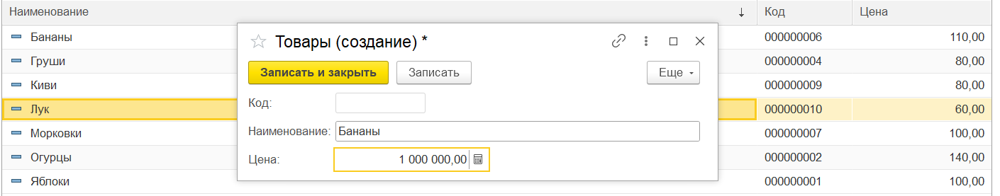 Наименование ↓ Код Цена
Бананы 000000006 110,00
Товары (создание) *
Груши 000000004 80,00
Записать и закрыть Записать Еще
Киви 000000009 80,00
Код:
Лук 000000010 60,00
Наименование: Бананы
Морковки 000000007 100,00
Цена: 1 000 000,00
Огурцы 000000002 140,00
Яблоки 000000001 100,00